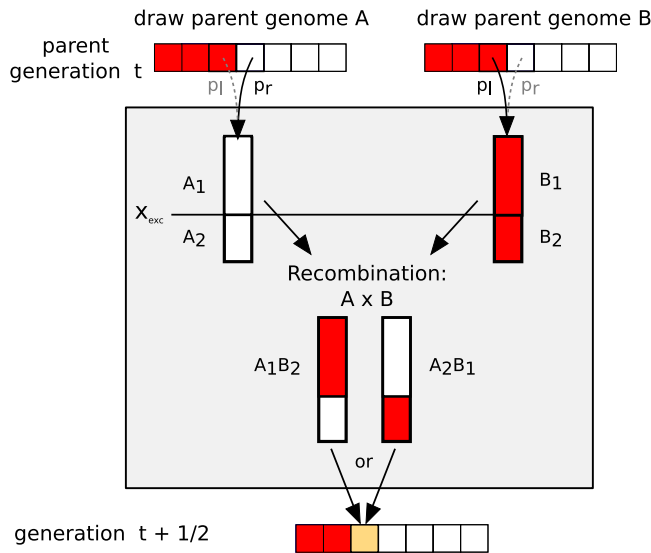 draw parent genome A
draw parent genome B
parent
generation t
pl
pr
pl
pr
A1
B1
xexc
A2
B2
Recombination:
A x B
A1B2
A2B1
or
generation t + 1/2